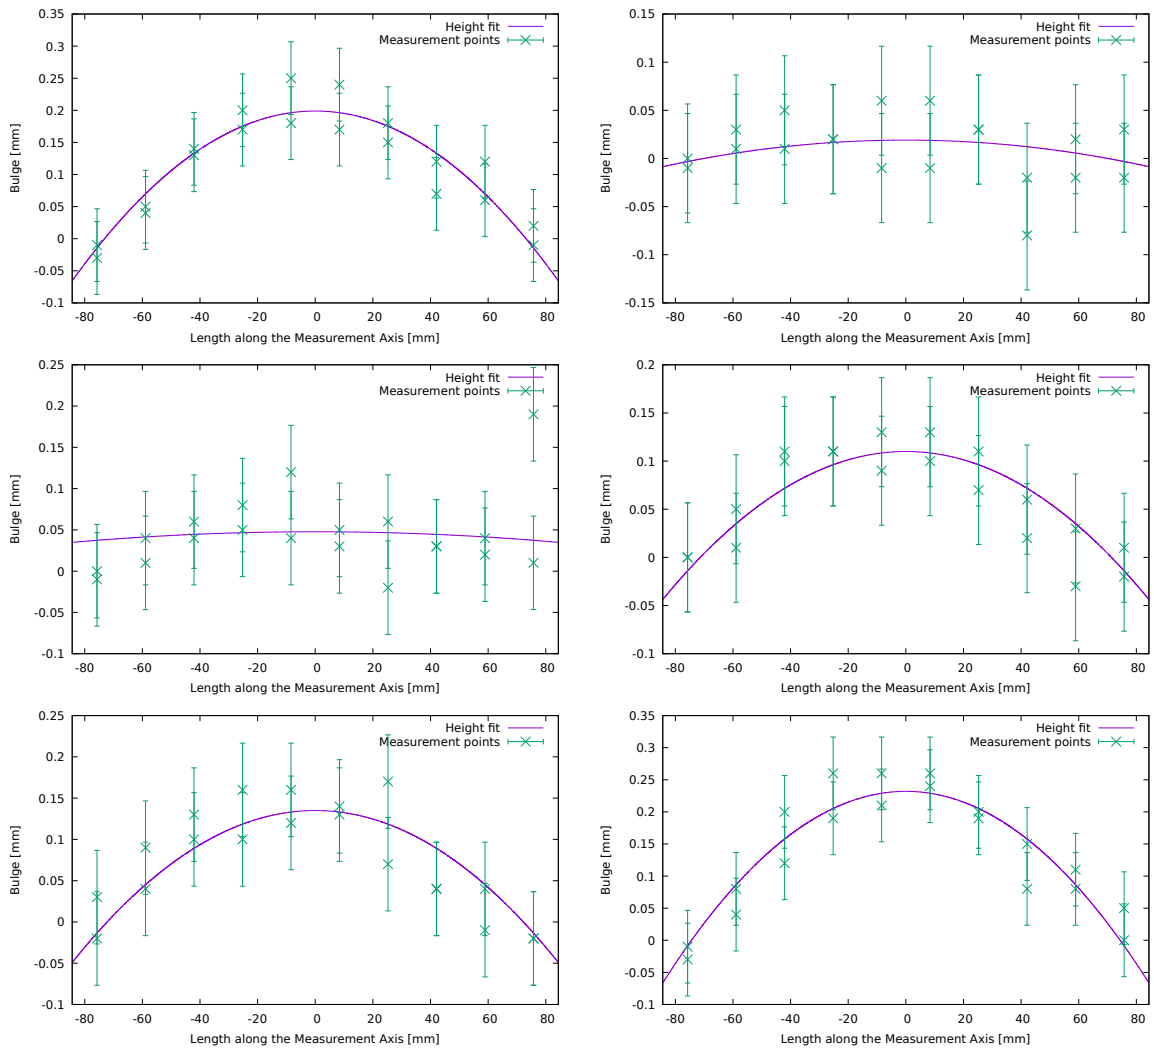 0.35
0.3
0.25
0.2
0.15
0.1
0.05
0
-0.05
-0.1
-80 -60 -40 -20 0 20 40 60 80
Bulge [mm]
Length along the Measurement Axis [mm]
Height fit
Measurement points
0.15
0.1
0.05
0
-0.05
-0.1
-0.15
-80 -60 -40 -20 0 20 40 60 80
Bulge [mm]
Length along the Measurement Axis [mm]
Height fit
Measurement points
0.25
0.2
0.15
0.1
0.05
0
-0.05
-0.1
-80 -60 -40 -20 0 20 40 60 80
Bulge [mm]
Length along the Measurement Axis [mm]
Height fit
Measurement points
0.2
0.15
0.1
0.05
0
-0.05
-0.1
-80 -60 -40 -20 0 20 40 60 80
Bulge [mm]
Length along the Measurement Axis [mm]
Height fit
Measurement points
0.25
0.2
0.15
0.1
0.05
0
-0.05
-0.1
-80 -60 -40 -20 0 20 40 60 80
Bulge [mm]
Length along the Measurement Axis [mm]
Height fit
Measurement points
0.35
0.3
0.25
0.2
0.15
0.1
0.05
0
-0.05
-0.1
-80 -60 -40 -20 0 20 40 60 80
Bulge [mm]
Length along the Measurement Axis [mm]
Height fit
Measurement points